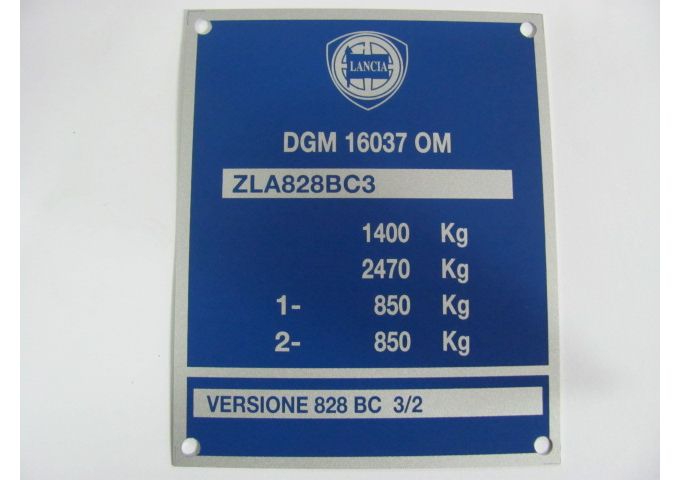 LANCIA
DGM 16037 OM
ZLA828BC3
1400 Kg
2470 Kg
1- 850 Kg
2- 850 Kg
VERSIONE 828 BC 3/2